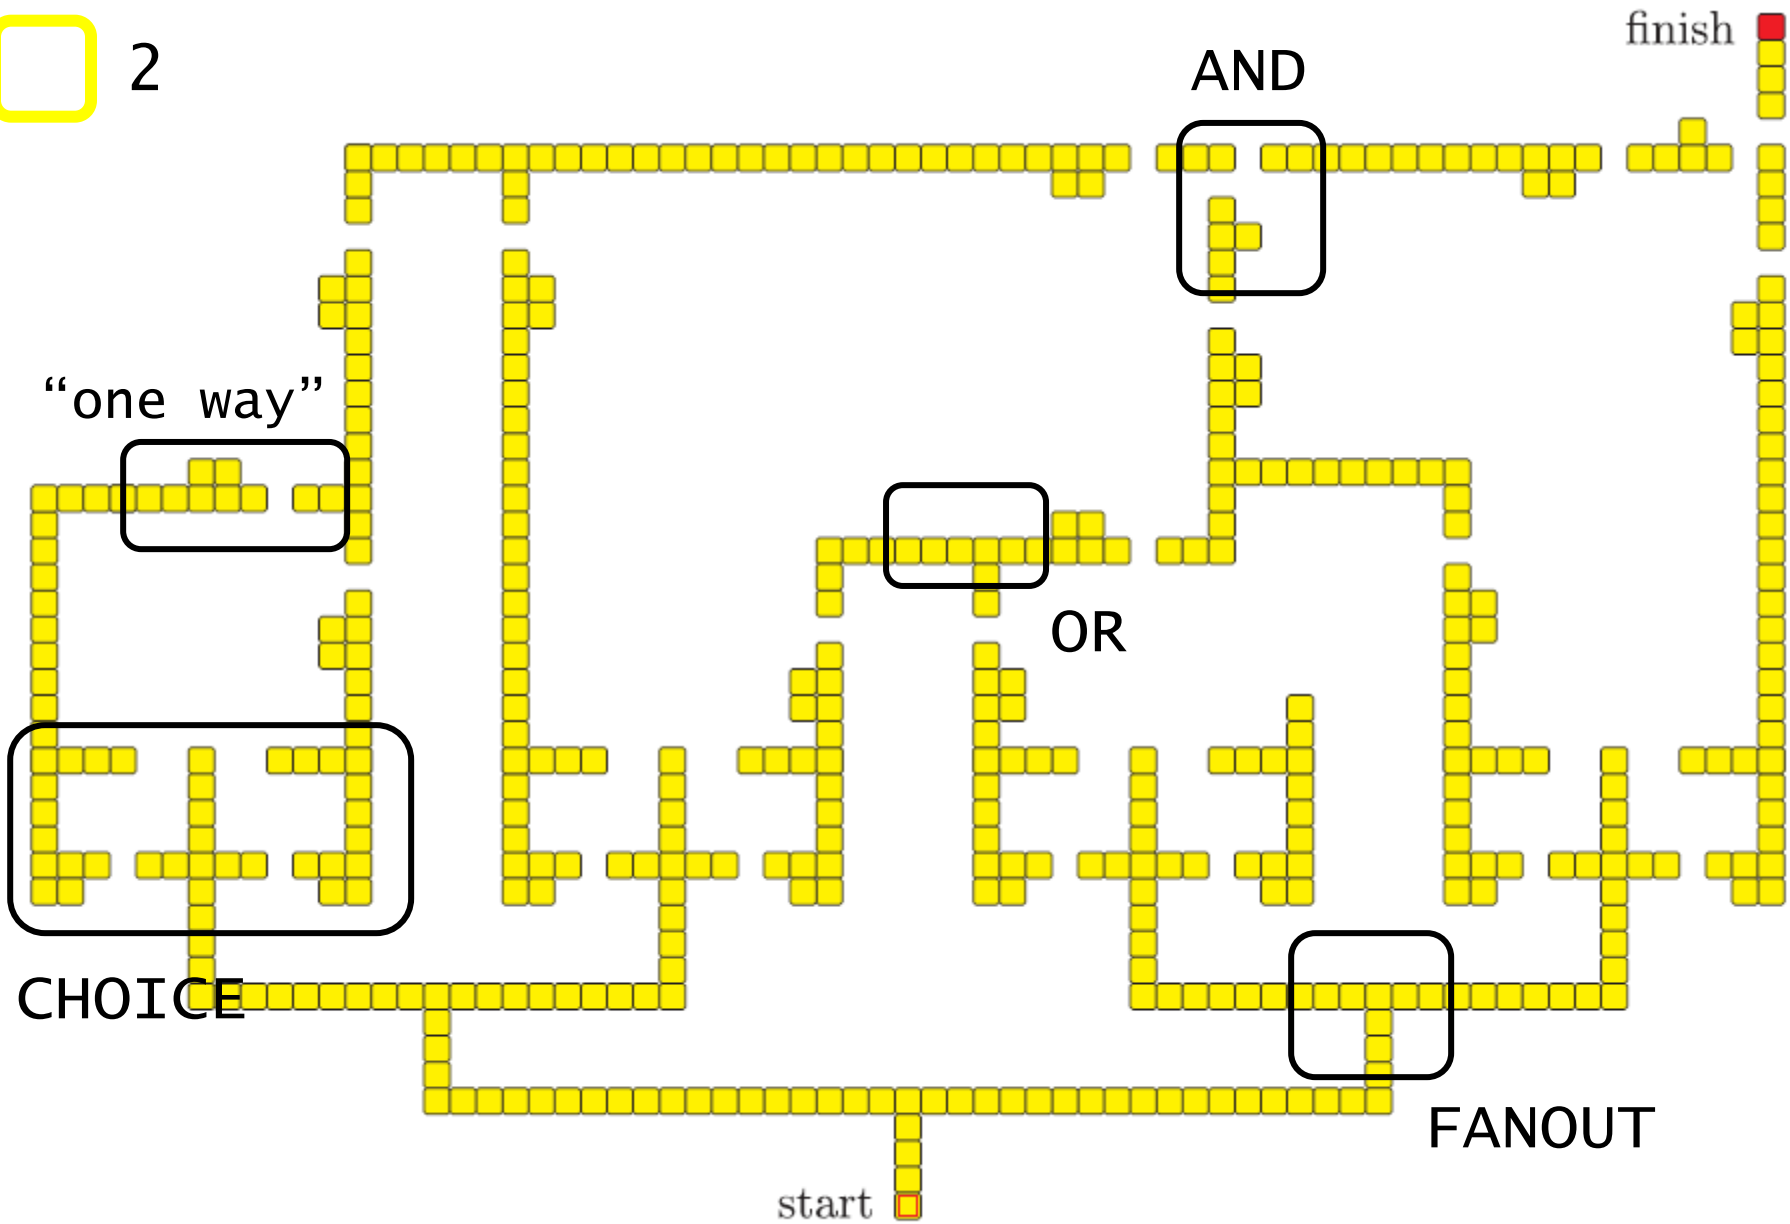 finish
2
AND
“one way”
OR
CHOICE
FANOUT
start